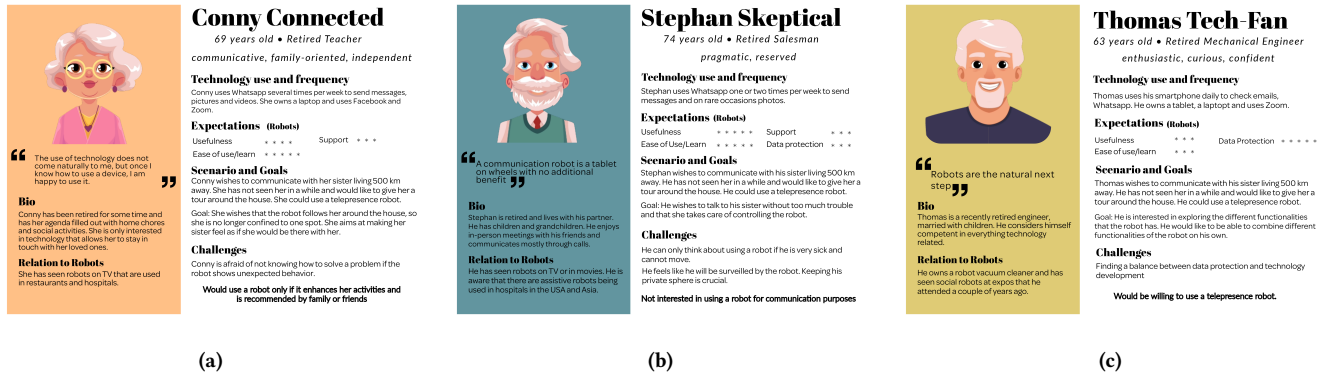 Conny Connected
69 years old • Retired Teacher
communicative, family-oriented, independent
Technology use and frequency
Conny uses Whatsapp several times per week to send messages,
pictures and videos. She owns a laptop and uses Facebook and
Zoom.
Expectations (Robots)
Usefulness * * * *
Support * * *
Ease of use/learn * * * * *
Scenario and Goals
Conny wishes to communicate with her sister living 500 km
away. She has not seen her in a while and would like to give her a
tour around the house. She could use a telepresence robot.
Goal: She wishes that the robot follows her around the house, so
she is no longer confined to one spot. She aims at making her
sister feel as if she would be there with her.
Challenges
Conny is afraid of not knowing how to solve a problem if the
robot shows unexpected behavior.
Would use a robot only if it enhances her activities and
is recommended by family or friends
“
The use of technology does not
come naturally to me, but once I
know how to use a device, I am
happy to use it.
”
Bio
Conny has been retired for some time and
has her agenda filled out with home chores
and social activities. She is only interested
in technology that allows her to stay in
touch with her loved ones.
Relation to Robots
She has seen robots on TV that are used
in restaurants and hospitals.
(a)
Stephan Skeptical
74 years old • Retired Salesman
pragmatic, reserved
Technology use and frequency
Stephan uses Whatsapp one or two times per week to send
messages and on rare occasions photos.
Expectations (Robots)
Usefulness * * * * *
Support * * *
Ease of use/Learn * * * * *
Data protection * * *
Scenario and Goals
Stephan wishes to communicate with his sister living 500 km
away. He has not seen her in a while and would like to give her a
tour around the house. He could use a telepresence robot.
Goal: He wishes to talk to his sister without too much trouble
and that she takes care of controlling the robot.
Challenges
He can only think about using a robot if he is very sick and
cannot move.
He feels like he will be surveilled by the robot. Keeping his
private sphere is crucial.
Not interested in using a robot for communication purposes
“
A communication robot is a tablet
on wheels with no additional
benefit ”
Bio
Stephan is retired and lives with his partner.
He has children and grandchildren. He enjoys
in-person meetings with his friends and
communicates mostly through calls.
Relation to Robots
He has seen robots on TV or in movies. He is
aware that there are assistive robots being
used in hospitals in the USA and Asia.
(b)
Thomas Tech-Fan
63 years old • Retired Mechanical Engineer
enthusiastic, curious, confident
Technology use and frequency
Thomas uses his smartphone daily to check emails,
Whatsapp. He owns a tablet, a laptopt and uses Zoom.
Expectations (Robots)
Usefulness * * *
Data Protection * * * * *
Ease of use/learn * * *
Scenario and Goals
Thomas wishes to communicate with his sister living 500 km
away. He has not seen her in a while and would like to give her a
tour around the house. He could use a telepresence robot.
Goal: He is interested in exploring the different functionalities
that the robot has. He would like to be able to combine different
functionalities of the robot on his own.
Challenges
Finding a balance between data protection and technology
development
Would be willing to use a telepresence robot.
“
Robots are the natural next
step ”
Bio
Thomas is a recently retired engineer,
married with children. He considers himself
competent in everything technology
related.
Relation to Robots
He owns a robot vacuum cleaner and has
seen social robots at expos that he
attended a couple of years ago.
(c)